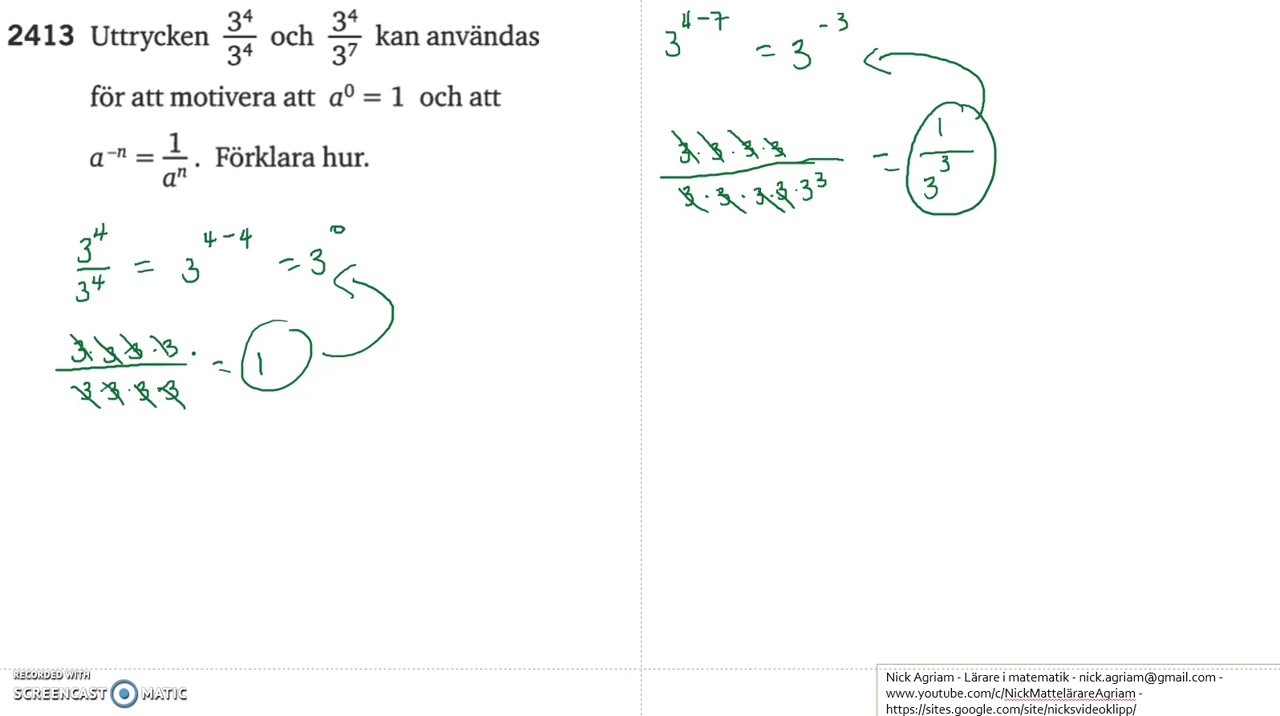 2413 Uttrycken 3⁴/3⁴ och 3⁴/3⁷ kan användas
för att motivera att a⁰ = 1 och att
a⁻ⁿ = 1/aⁿ. Förklara hur.
3⁴/3⁴ = 3⁴⁻⁴ = 3⁰
3·3·3·3·/3·3·3·3 = 1
3⁴⁻⁷ = 3⁻³
3·3·3·3/3·3·3·3·3³ = 1/3³
RECORDED WITH
SCREENCAST MATIC
Nick Agriam - Lärare i matematik - nick.agriam@gmail.com -
www.youtube.com/c/NickMattelärareAgriam -
https://sites.google.com/site/nicksvideoklipp/